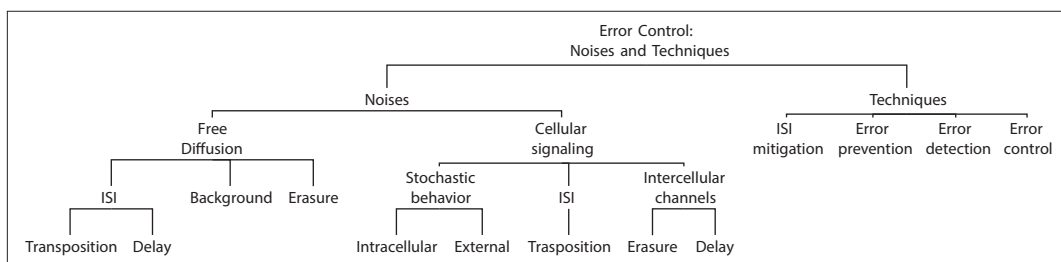 Error Control:
Noises and Techniques
Noises
Techniques
Free
Diffusion
Cellular
signaling
ISI
mitigation
Error
prevention
Error
detection
Error
control
ISI
Background
Erasure
Stochastic
behavior
ISI
Intercellular
channels
Transposition
Delay
Intracellular
External
Trasposition
Erasure
Delay